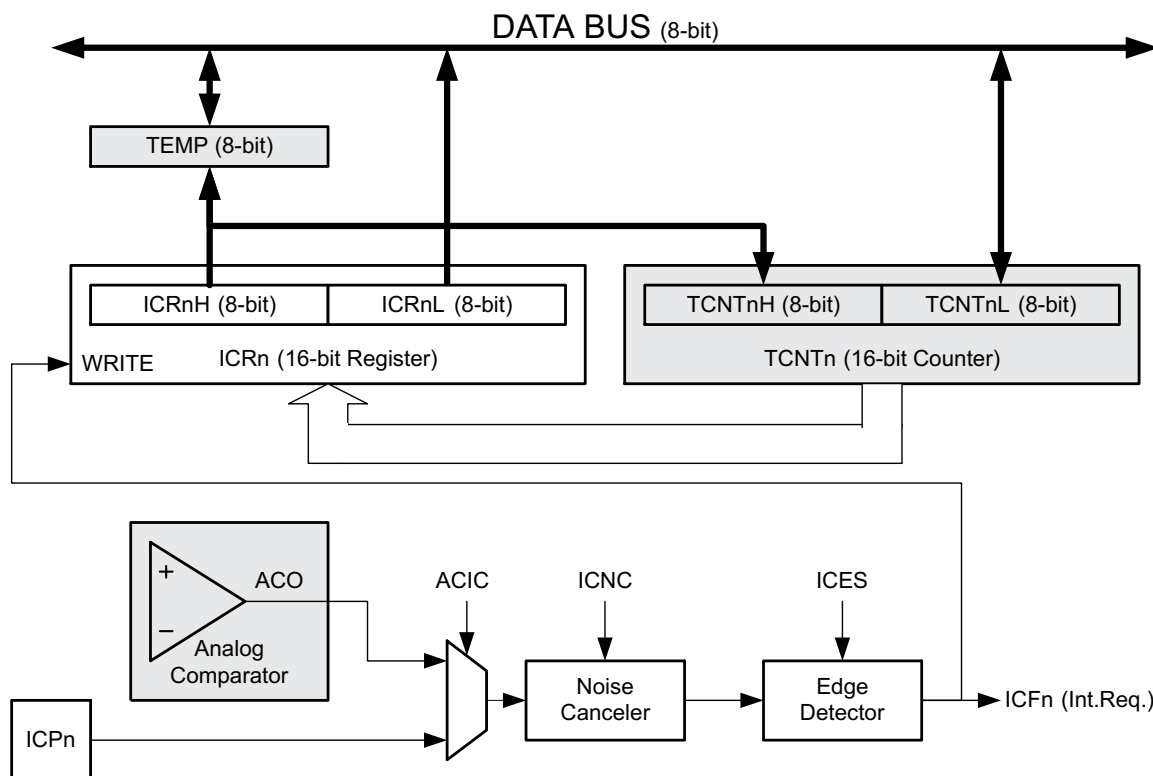 DATA BUS (8-bit)
TEMP (8-bit)
ICRnH (8-bit)
ICRnL (8-bit)
TCNTnH (8-bit)
TCNTnL (8-bit)
WRITE
ICRn (16-bit Register)
TCNTn (16-bit Counter)
+
−
ACO
Analog
Comparator
ACIC
ICNC
ICES
Noise
Canceler
Edge
Detector
ICFn (Int.Req.)
ICPn